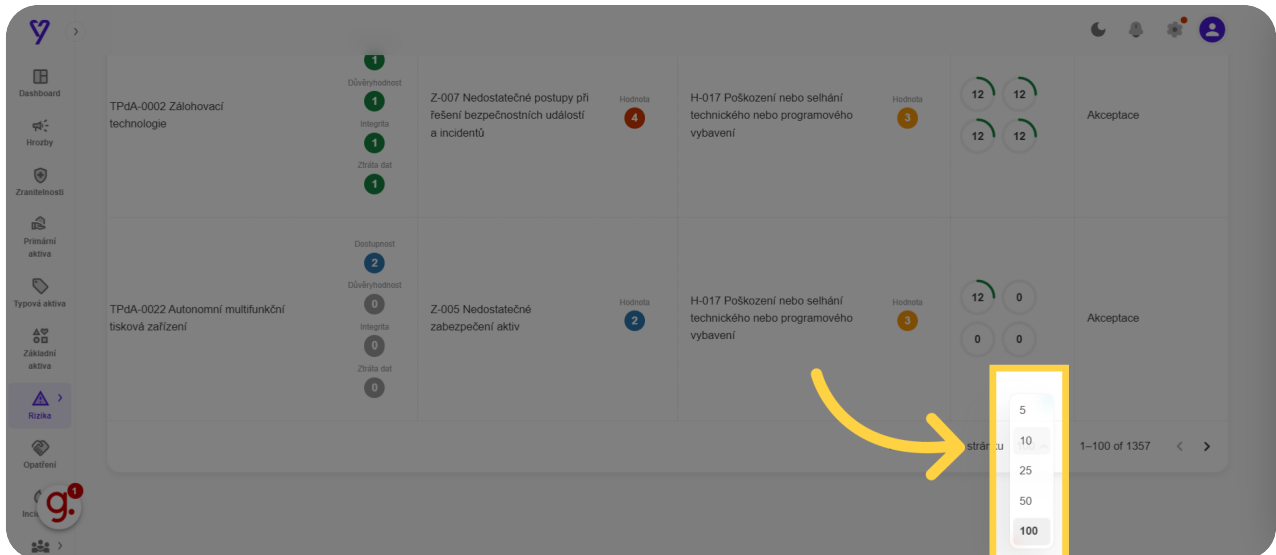 Dashboard
Hrozby
Zranitelnosti
Primární
aktiva
Typová aktiva
Základní
aktiva
Rizika
Opatření
g.
1
TPdA-0002 Zálohovací
technologie
1
Důvěryhodnost
1
Integrita
1
Ztráta dat
1
Z-007 Nedostatečné postupy při
řešení bezpečnostních událostí
a incidentů
Hodnota
4
H-017 Poškození nebo selhání
technického nebo programového
vybavení
Hodnota
3
12 12
12 12
Akceptace
TPdA-0022 Autonomní multifunkční
tisková zařízení
Dostupnost
2
Důvěryhodnost
0
Integrita
0
Ztráta dat
0
Z-005 Nedostatečné
zabezpečení aktiv
Hodnota
2
H-017 Poškození nebo selhání
technického nebo programového
vybavení
Hodnota
3
12 0
0 0
Akceptace
5
10
25
50
100
1–100 of 1357